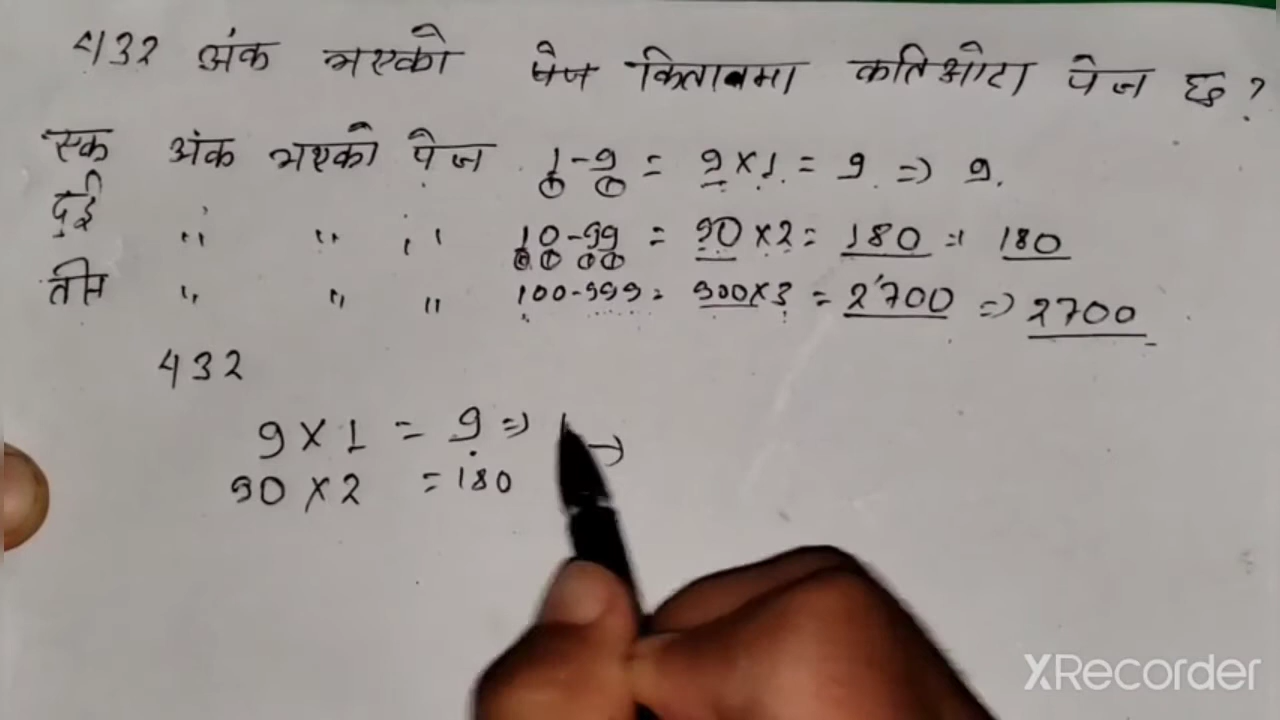 432 अंक भएको पेज किताबमा कतिओटा पेज छ ?
एक अंक भएको पेज 1-9 = 9×1 = 9 => 9
दुई " " " 10-99 = 90×2 = 180 = 180
तीन " " " 100-999 = 900×3 = 2700 => 2700
432
9×1 = 9 =>
90×2 = 180
XRecorder